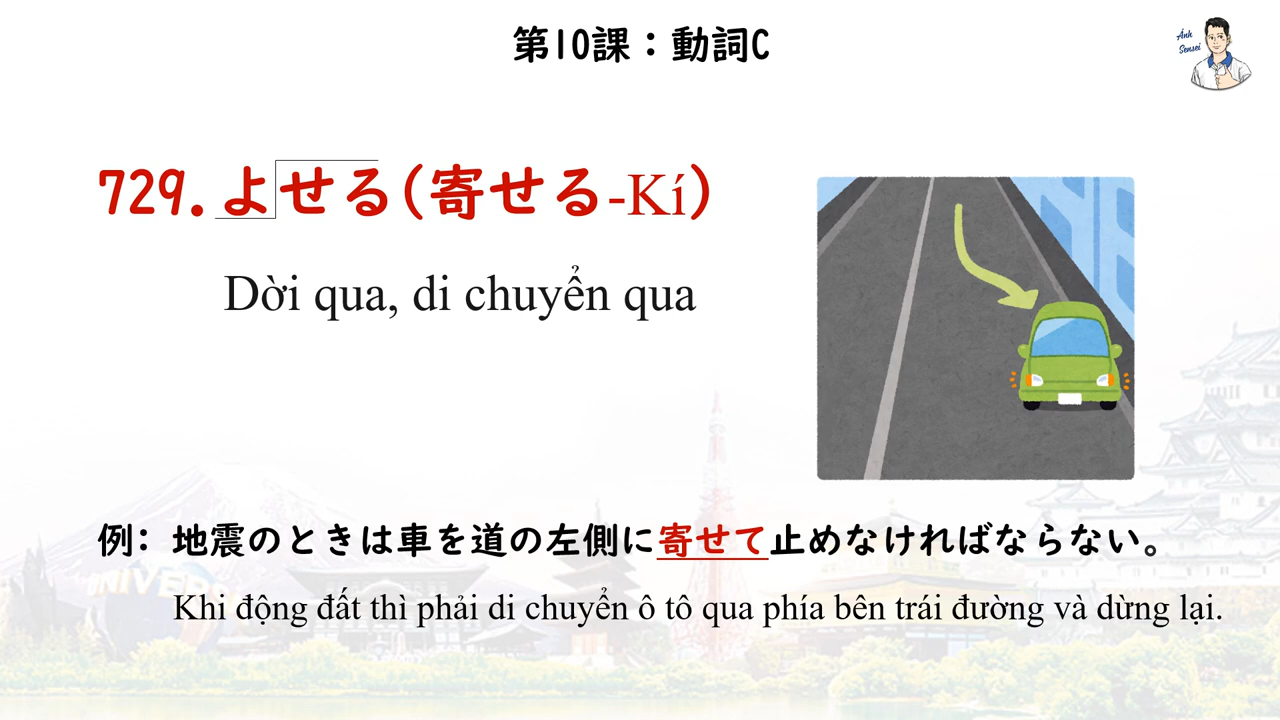 第10課：動詞C
Ánh
Sensei
729.よせる(寄せる-Kí)
Dời qua, di chuyển qua
例：地震のときは車を道の左側に寄せて止めなければならない。
Khi động đất thì phải di chuyển ô tô qua phía bên trái đường và dừng lại.
UNIVERS